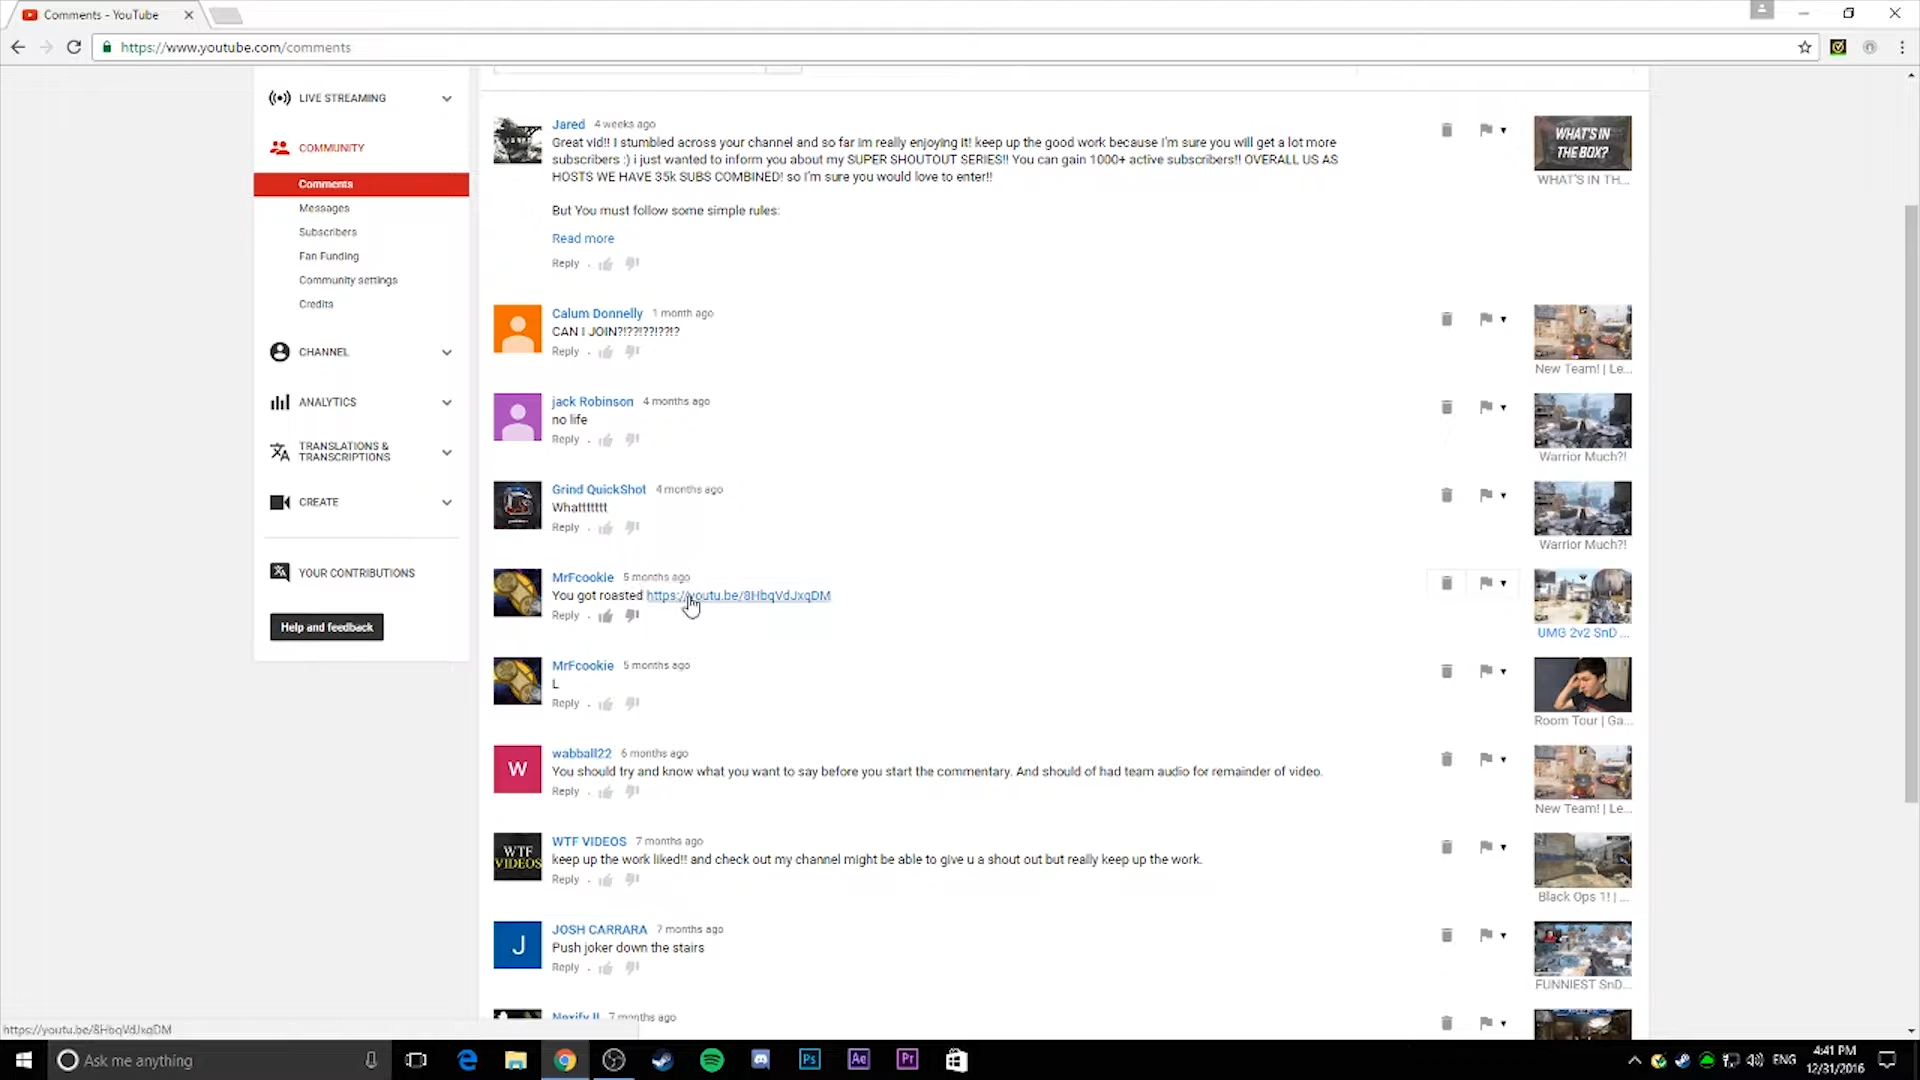 Comments - YouTube
https://www.youtube.com/comments
LIVE STREAMING
COMMUNITY
Comments
Messages
Subscribers
Fan Funding
Community settings
Credits
CHANNEL
ANALYTICS
TRANSLATIONS &
TRANSCRIPTIONS
CREATE
YOUR CONTRIBUTIONS
Help and feedback
Jared 4 weeks ago
Great vid!! I stumbled across your channel and so far im really enjoying it! keep up the good work because I'm sure you will get a lot more
subscribers :) i just wanted to inform you about my SUPER SHOUTOUT SERIES!! You can gain 1000+ active subscribers!! OVERALL US AS
HOSTS WE HAVE 35k SUBS COMBINED! so I'm sure you would love to enter!!
But You must follow some simple rules:
Read more
Reply
WHAT'S IN
THE BOX?
WHAT'S IN TH...
Calum Donnelly 1 month ago
CAN I JOIN?!??!??!??!?
Reply
New Team! | Le...
jack Robinson 4 months ago
no life
Reply
Warrior Much?!
Grind QuickShot 4 months ago
Whattttttt
Reply
Warrior Much?!
MrFcookie 5 months ago
You got roasted https://youtu.be/8HbqVdJxqDM
Reply
UMG 2v2 SnD ...
MrFcookie 5 months ago
L
Reply
Room Tour | Ga...
W
wabball22 6 months ago
You should try and know what you want to say before you start the commentary. And should of had team audio for remainder of video.
Reply
New Team! | Le...
WTF
VIDEOS
WTF VIDEOS 7 months ago
keep up the work liked!! and check out my channel might be able to give u a shout out but really keep up the work.
Reply
Black Ops 1! | ...
J
JOSH CARRARA 7 months ago
Push joker down the stairs
Reply
FUNNIEST SnD...
7 months ago
https://youtu.be/8HbqVdJxqDM
Ask me anything
Ps
Ae
Pr
ENG
4:41 PM
12/31/2016